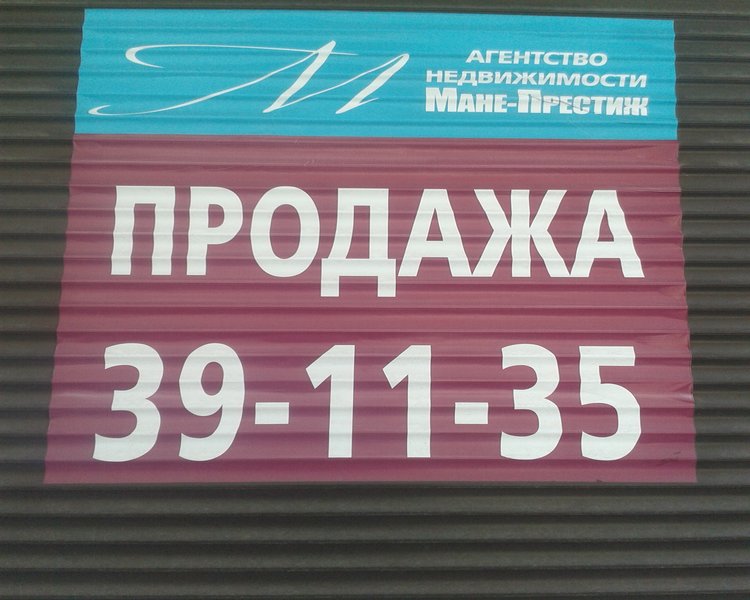 АГЕНТСТВО
НЕДВИЖИМОСТИ
МАНЕ-ПРЕСТИЖ
ПРОДАЖА
39-11-35